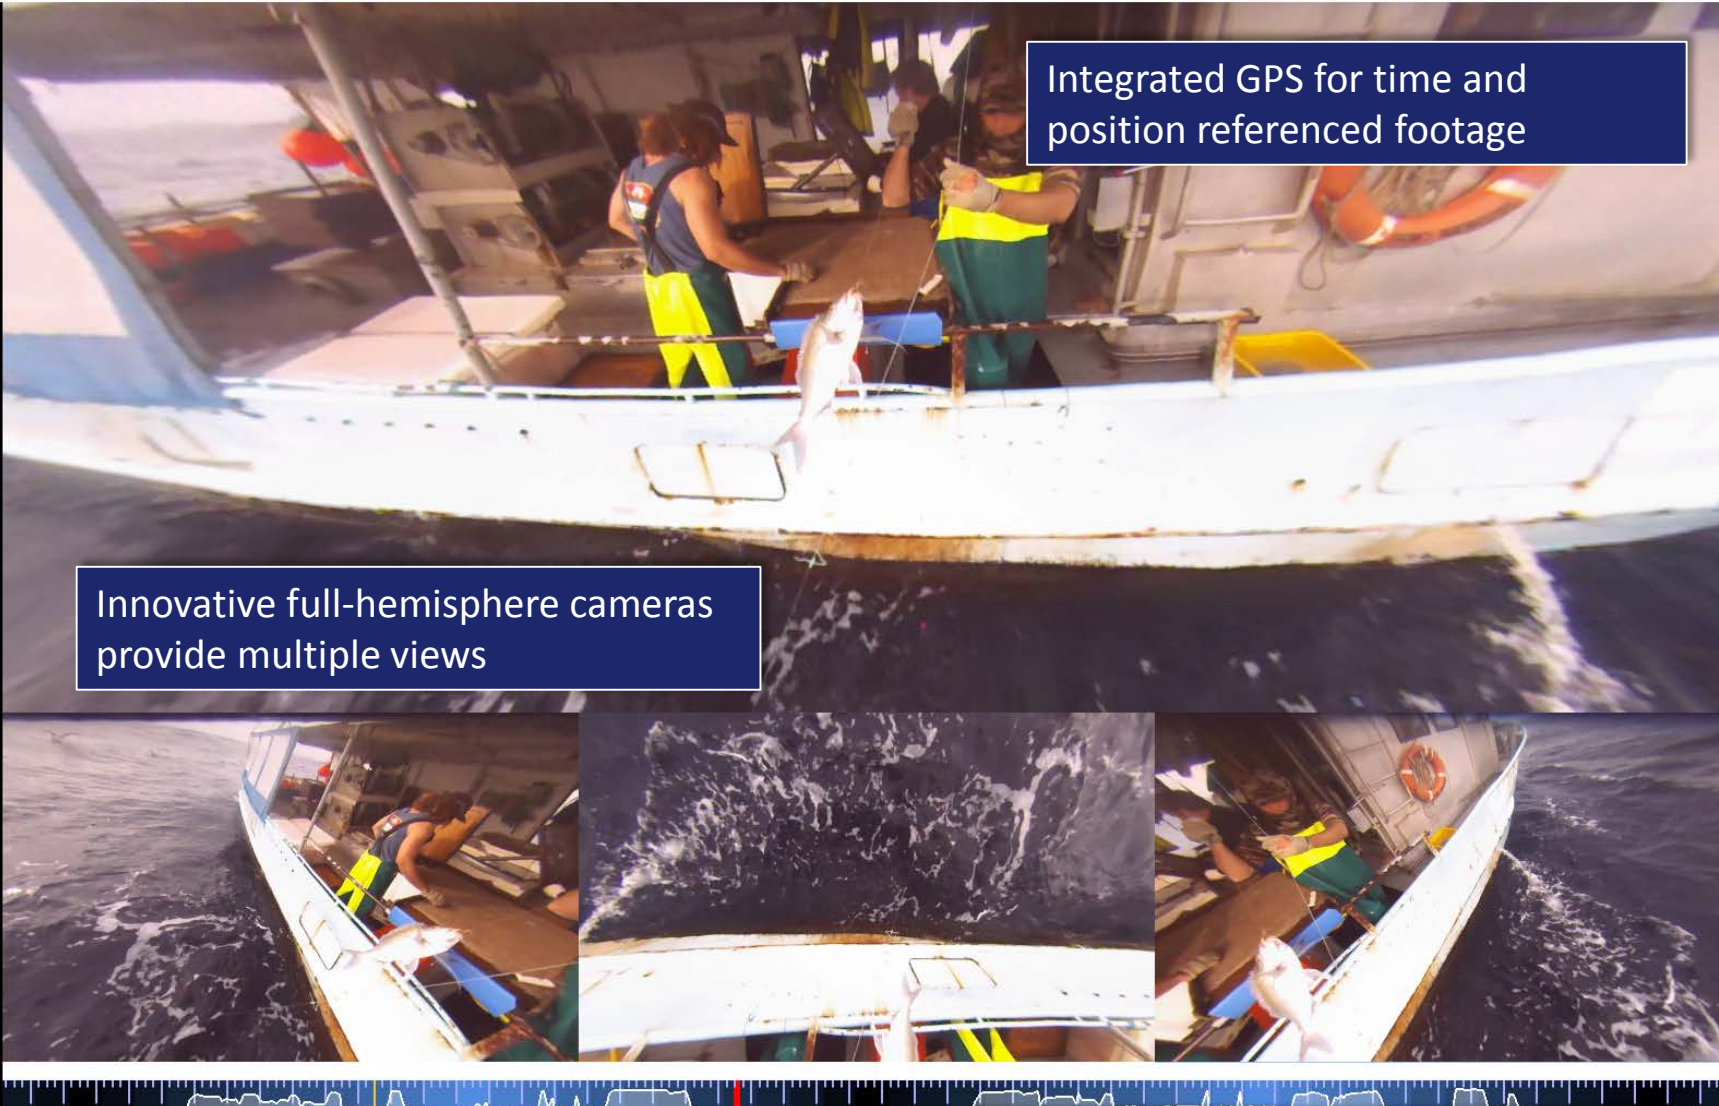 Integrated GPS for time and
position referenced footage
Innovative full-hemisphere cameras
provide multiple views